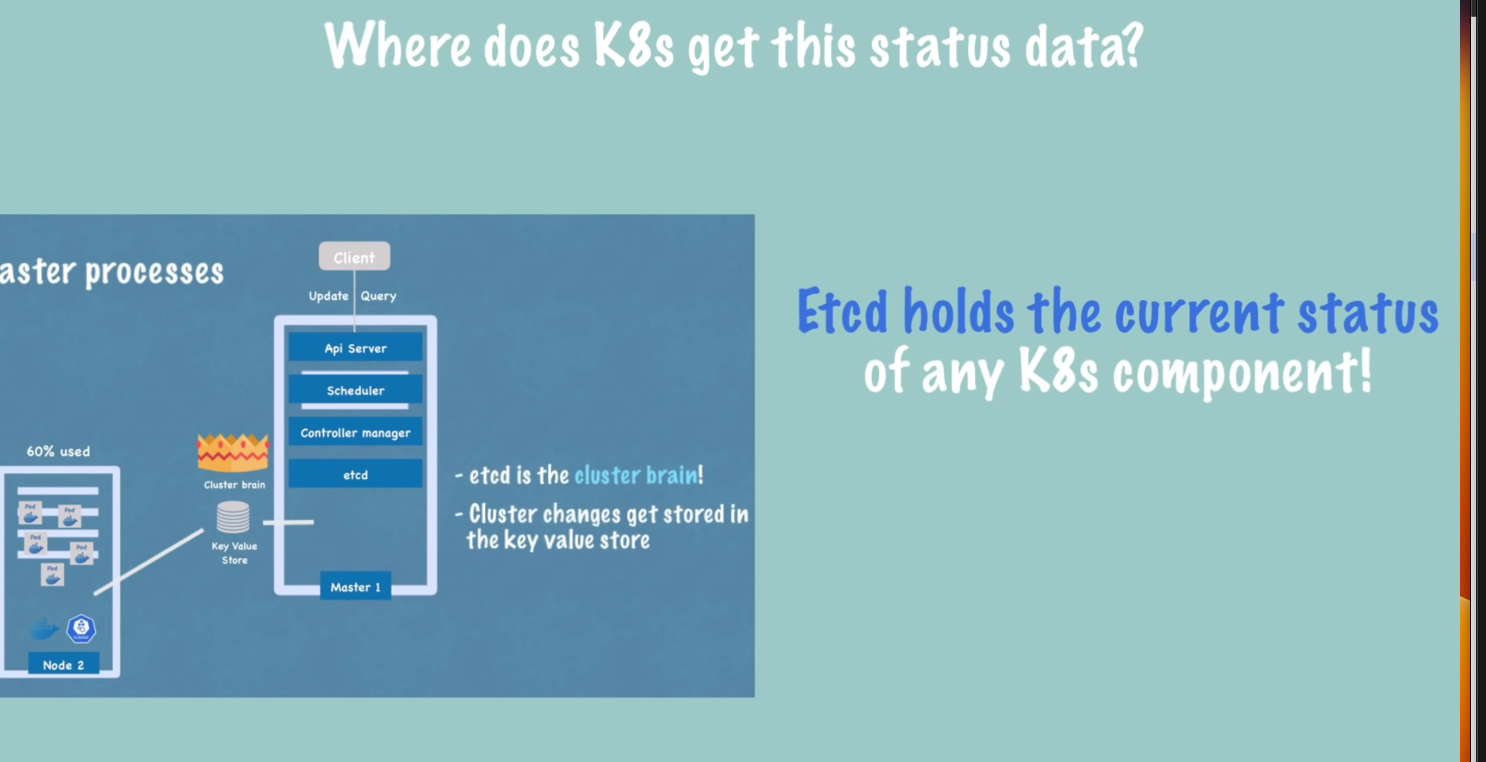 Where does K8s get this status data?
aster processes
Client
Update Query
Api Server
Scheduler
Controller manager
etcd
Master 1
60% used
Pod
Pod
Pod
Pod
Pod
Node 2
Cluster brain
Key Value
Store
- etcd is the cluster brain!
- Cluster changes get stored in
the key value store
Etcd holds the current status
of any K8s component!